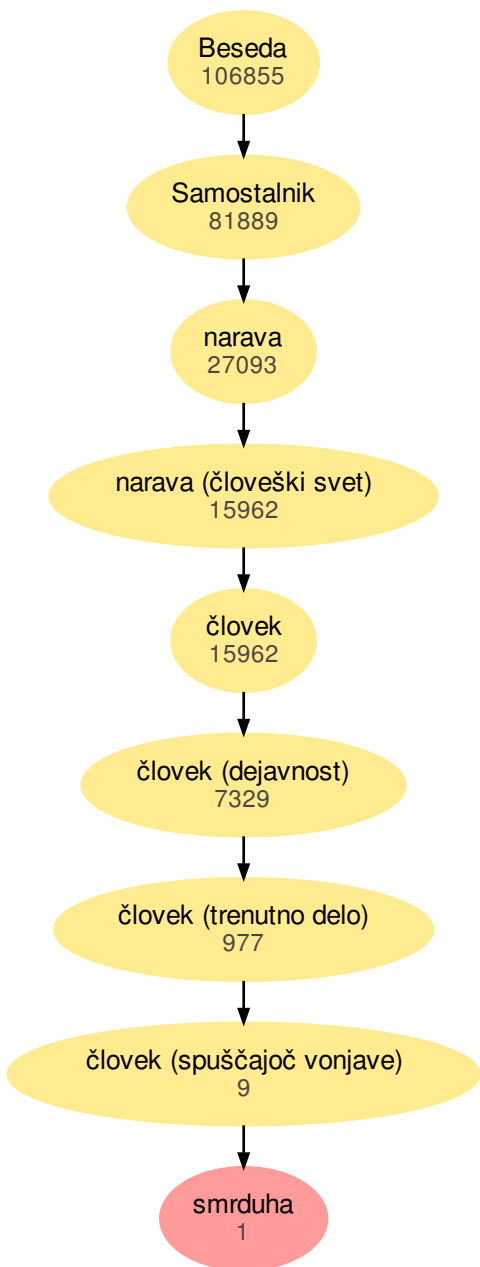 Beseda
106855
Samostalnik
81889
narava
27093
narava (človeški svet)
15962
človek
15962
človek (dejavnost)
7329
človek (trenutno delo)
977
človek (spuščajoč vonjave)
9
smrduha
1